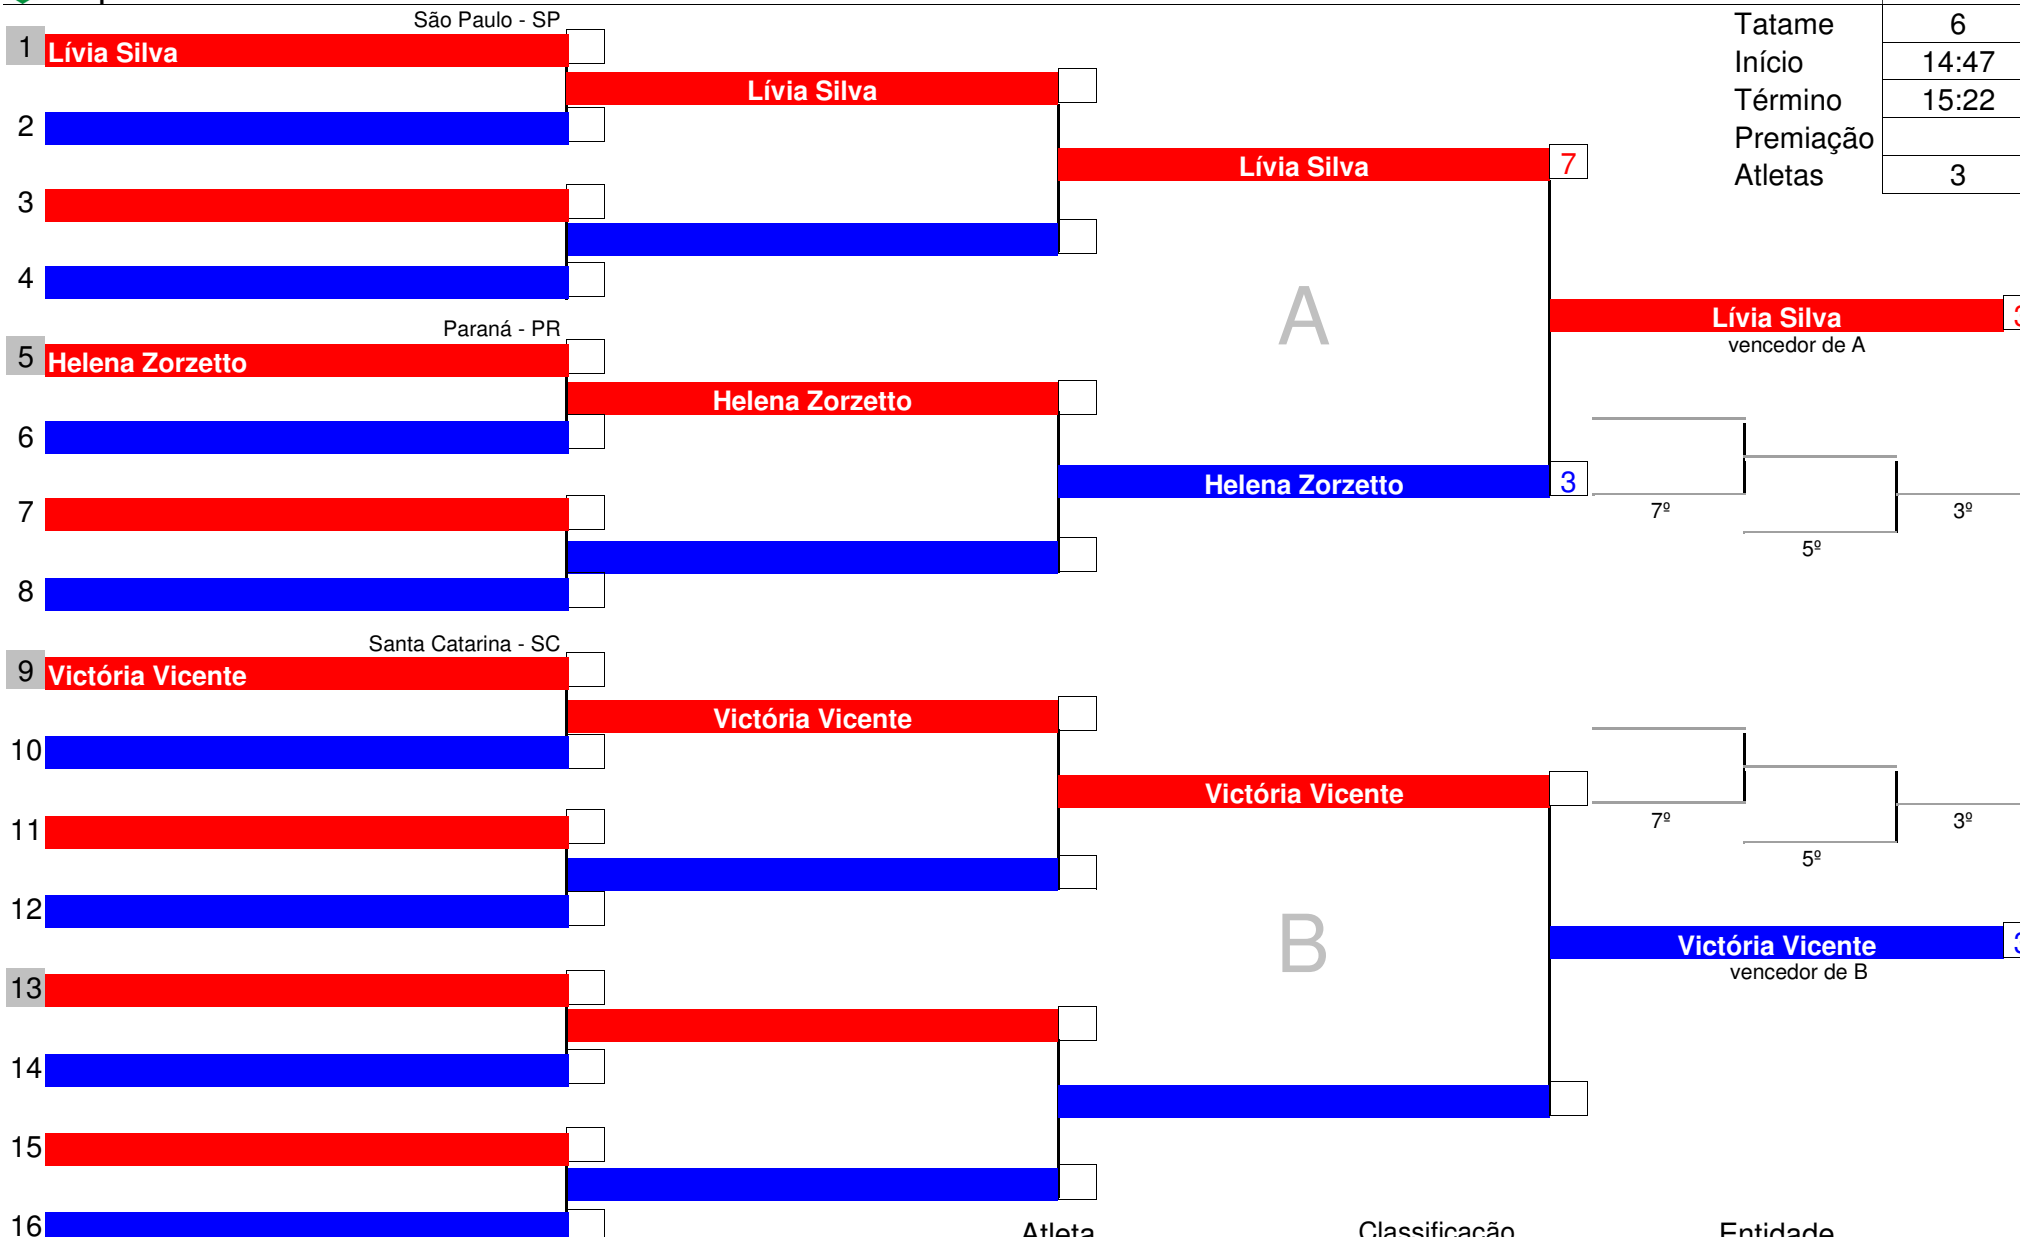 São Paulo - SP
Tatame 6
1 Lívia Silva
Início 14:47
Lívia Silva
Término 15:22
2
Premiação
Lívia Silva 7
Atletas 3
3
4
A
Lívia Silva
Paraná - PR
vencedor de A
5 Helena Zorzetto
Helena Zorzetto
6
Helena Zorzetto 3
7
7º 3º
5º
8
Santa Catarina - SC
9 Victória Vicente
Victória Vicente
10
Victória Vicente
11
7º 3º
5º
12
B
Victória Vicente
vencedor de B
13
14
15
16
Atleta Classificação Entidade